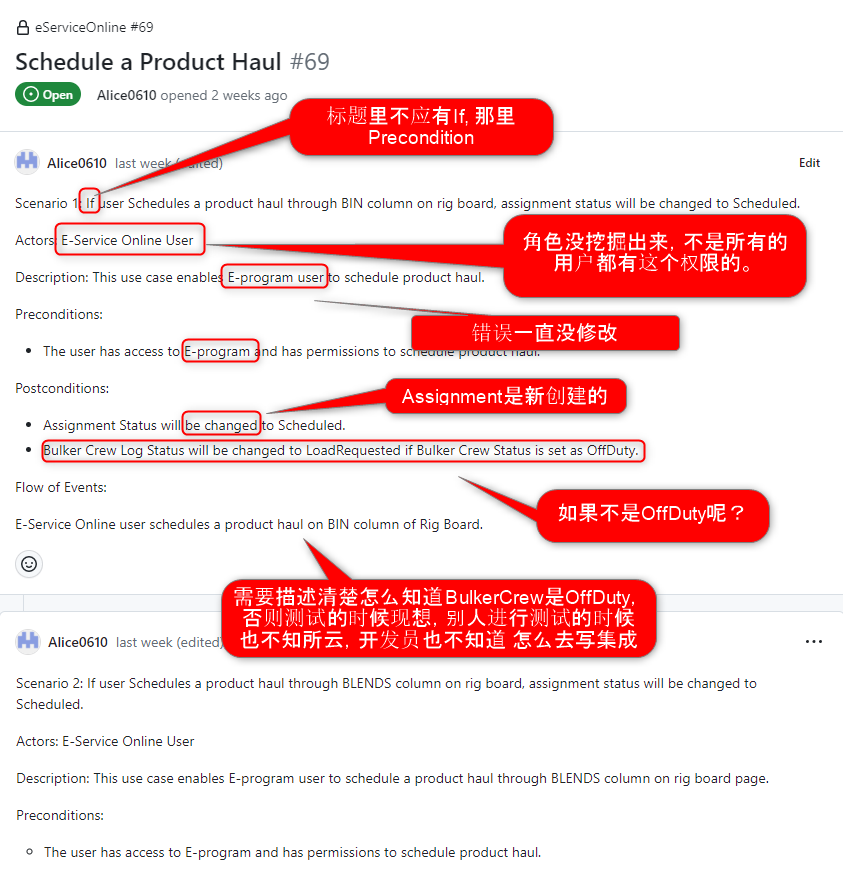 eServiceOnline #69
Schedule a Product Haul #69
Open
Alice0610 opened 2 weeks ago
标题里不应有If, 那里
Precondition
Alice0610 last week (edited)
Edit
Scenario 1: If user Schedules a product haul through BIN column on rig board, assignment status will be changed to Scheduled.
Actors: E-Service Online User
角色没挖掘出来, 不是所有的
用户都有这个权限的。
Description: This use case enables E-program user to schedule product haul.
Preconditions:
错误一直没修改
The user has access to E-program and has permissions to schedule product haul.
Postconditions:
Assignment是新创建的
Assignment Status will be changed to Scheduled.
Bulker Crew Log Status will be changed to LoadRequested if Bulker Crew Status is set as OffDuty.
Flow of Events:
如果不是OffDuty呢？
E-Service Online user schedules a product haul on BIN column of Rig Board.
需要描述清楚怎么知道BulkerCrew是OffDuty,
否则测试的时候现想, 别人进行测试的时候
也不知所云, 开发员也不知道 怎么去写集成
Alice0610 last week (edited)
Scenario 2: If user Schedules a product haul through BLENDS column on rig board, assignment status will be changed to
Scheduled.
Actors: E-Service Online User
Description: This use case enables E-program user to schedule a product haul through BLENDS column on rig board page.
Preconditions:
The user has access to E-program and has permissions to schedule product haul.